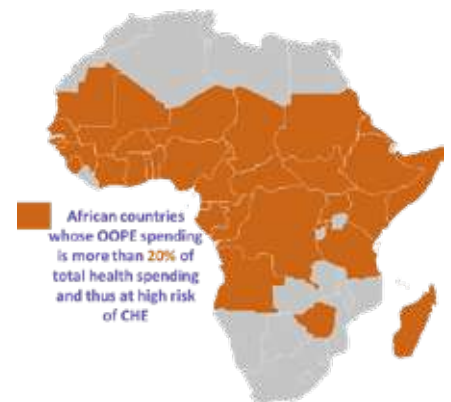 African countries
whose OOPE spending
is more than 20% of
total health spending
and thus at high risk
of CHE